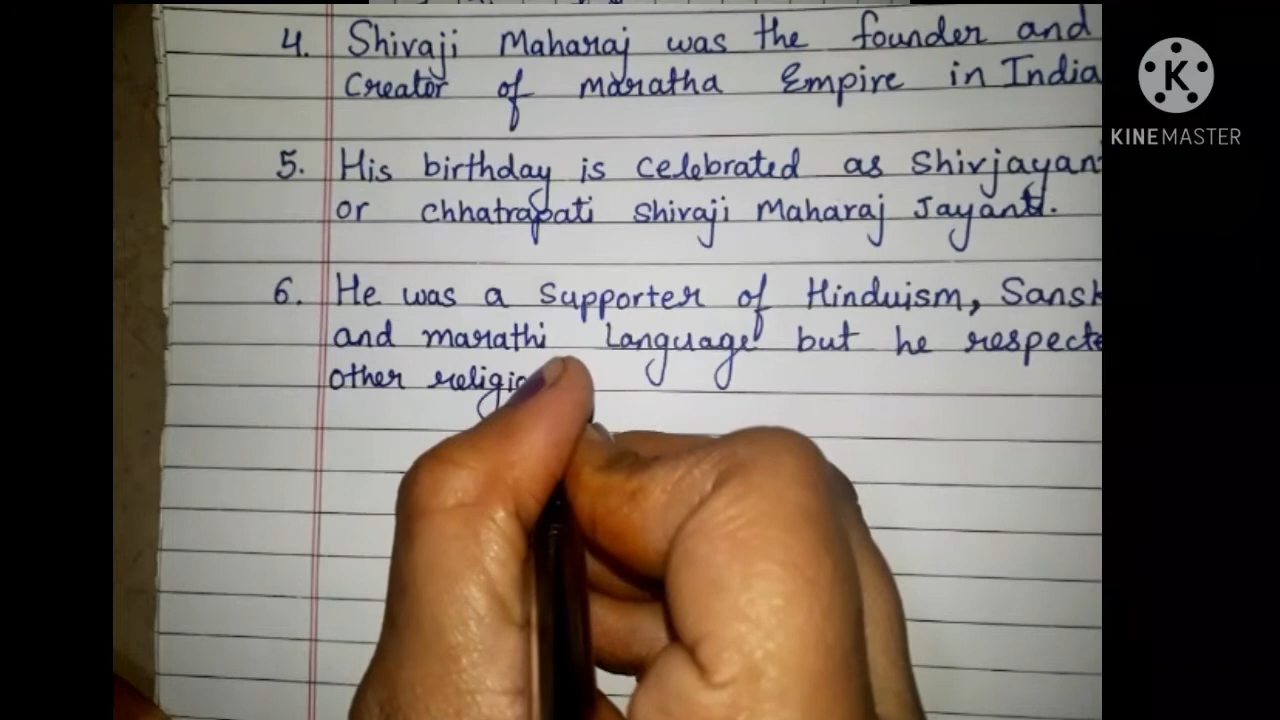 4. Shivaji Maharaj was the founder and
Creator of maratha Empire in India
5. His birthday is celebrated as Shivjayan
or Chhatrapati Shivaji Maharaj Jayanti.
6. He was a Supporter of Hinduism, Sansk
and marathi Language but he respecte
other religio
KINEMASTER